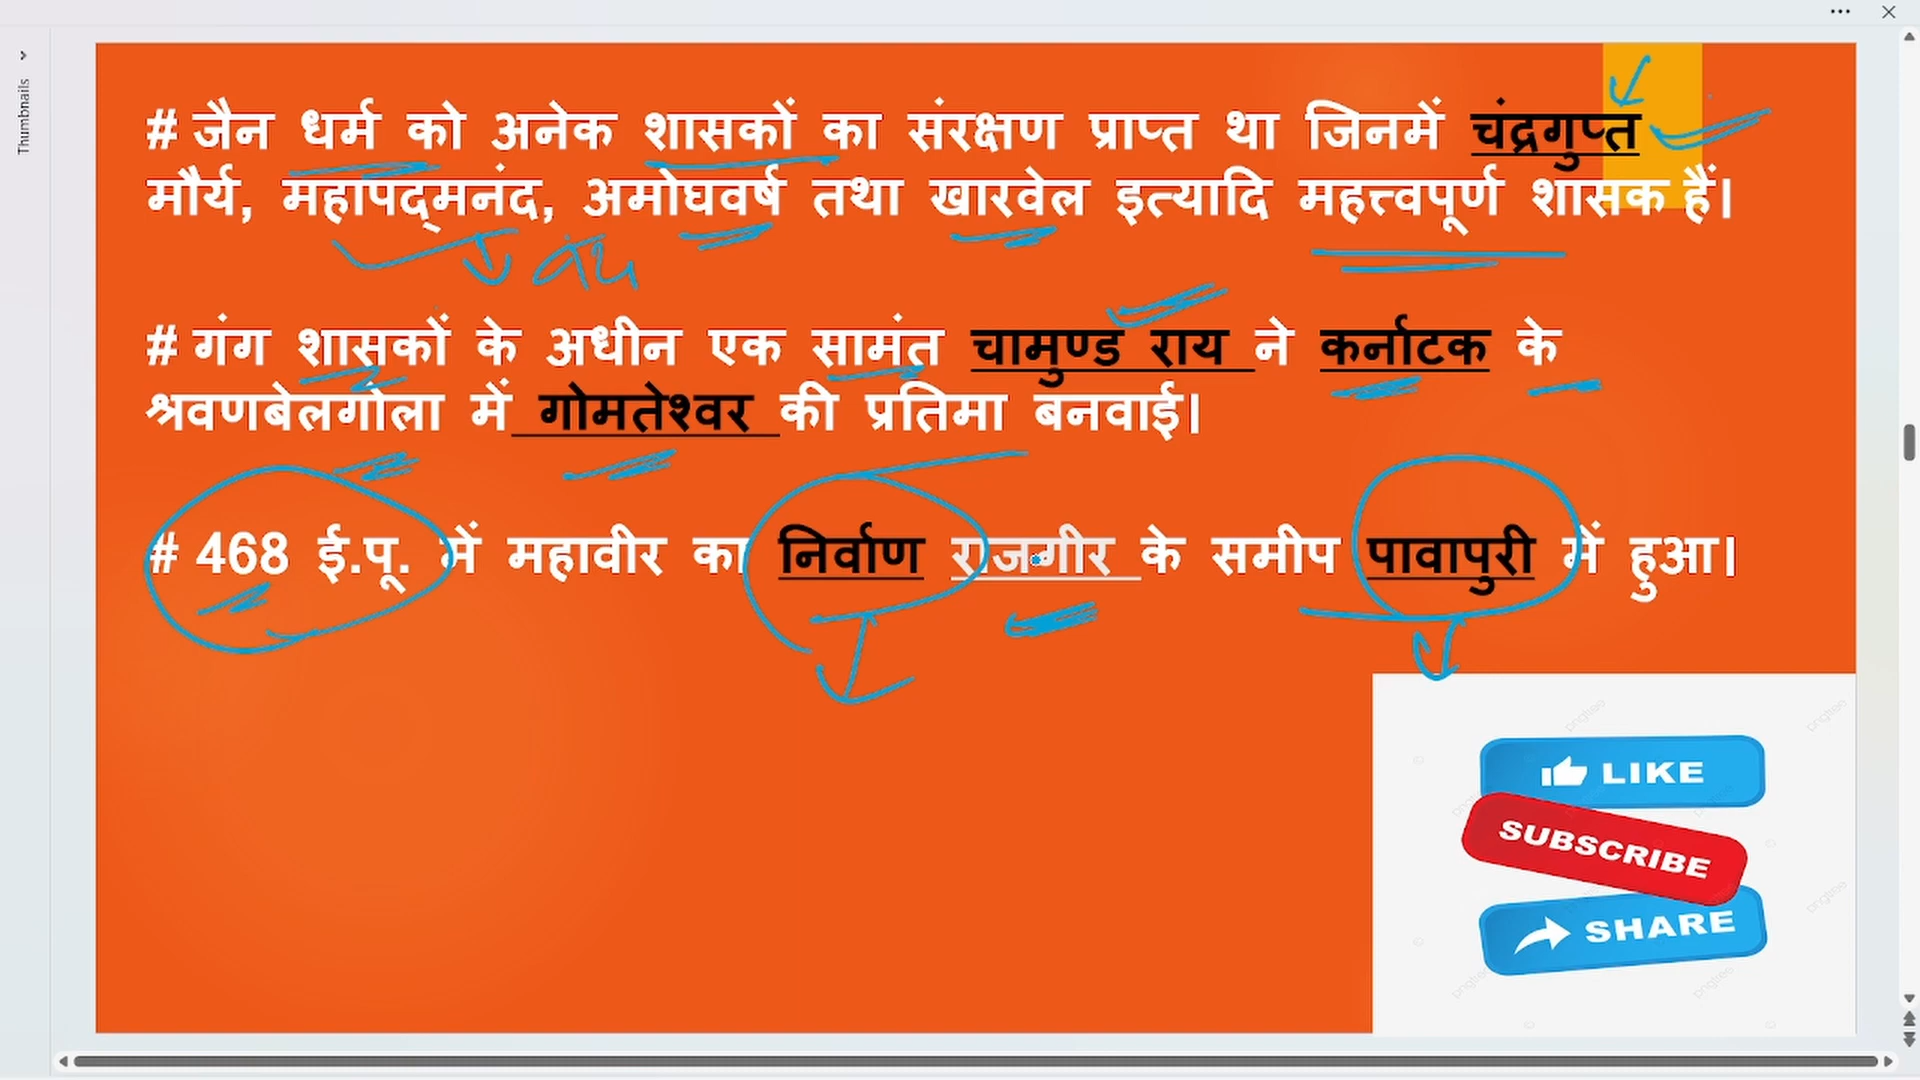 Thumbnails
# जैन धर्म को अनेक शासकों का संरक्षण प्राप्त था जिनमें चंद्रगुप्त
मौर्य, महापद्मनंद, अमोघवर्ष तथा खारवेल इत्यादि महत्त्वपूर्ण शासक हैं।
# गंग शासकों के अधीन एक सामंत चामुण्ड राय ने कर्नाटक के
श्रवणबेलगोला में गोमतेश्वर की प्रतिमा बनवाई।
# 468 ई.पू. में महावीर का निर्वाण राजगीर के समीप पावापुरी में हुआ।
LIKE
SUBSCRIBE
SHARE